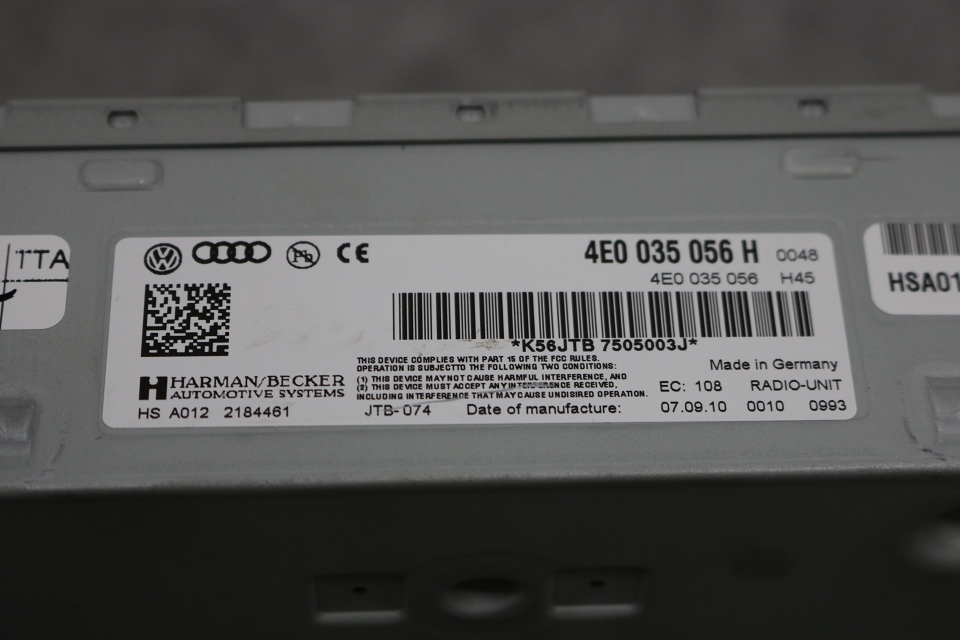 TTA
CE
4E0 035 056 H 0048
4E0 035 056 H45
*K56JTB 7505003J*
HSA01
THIS DEVICE COMPLIES WITH PART 15 OF THE FCC RULES.
OPERATION IS SUBJECTTO THE FOLLOWING TWO CONDITIONS:
(1) THIS DEVICE MAY NOT CAUSE HARMFUL INTERFERENCE, AND
(2) THIS DEVICE MUST ACCEPT ANY INTERFERENCE RECEIVED,
INCLUDING INTERFERENCE THAT MAY CAUSE UNDISIRED OPERATION.
Made in Germany
HARMAN/BECKER
AUTOMOTIVE SYSTEMS
EC: 108 RADIO-UNIT
HS A012 2184461 JTB-074 Date of manufacture: 07.09.10 0010 0993